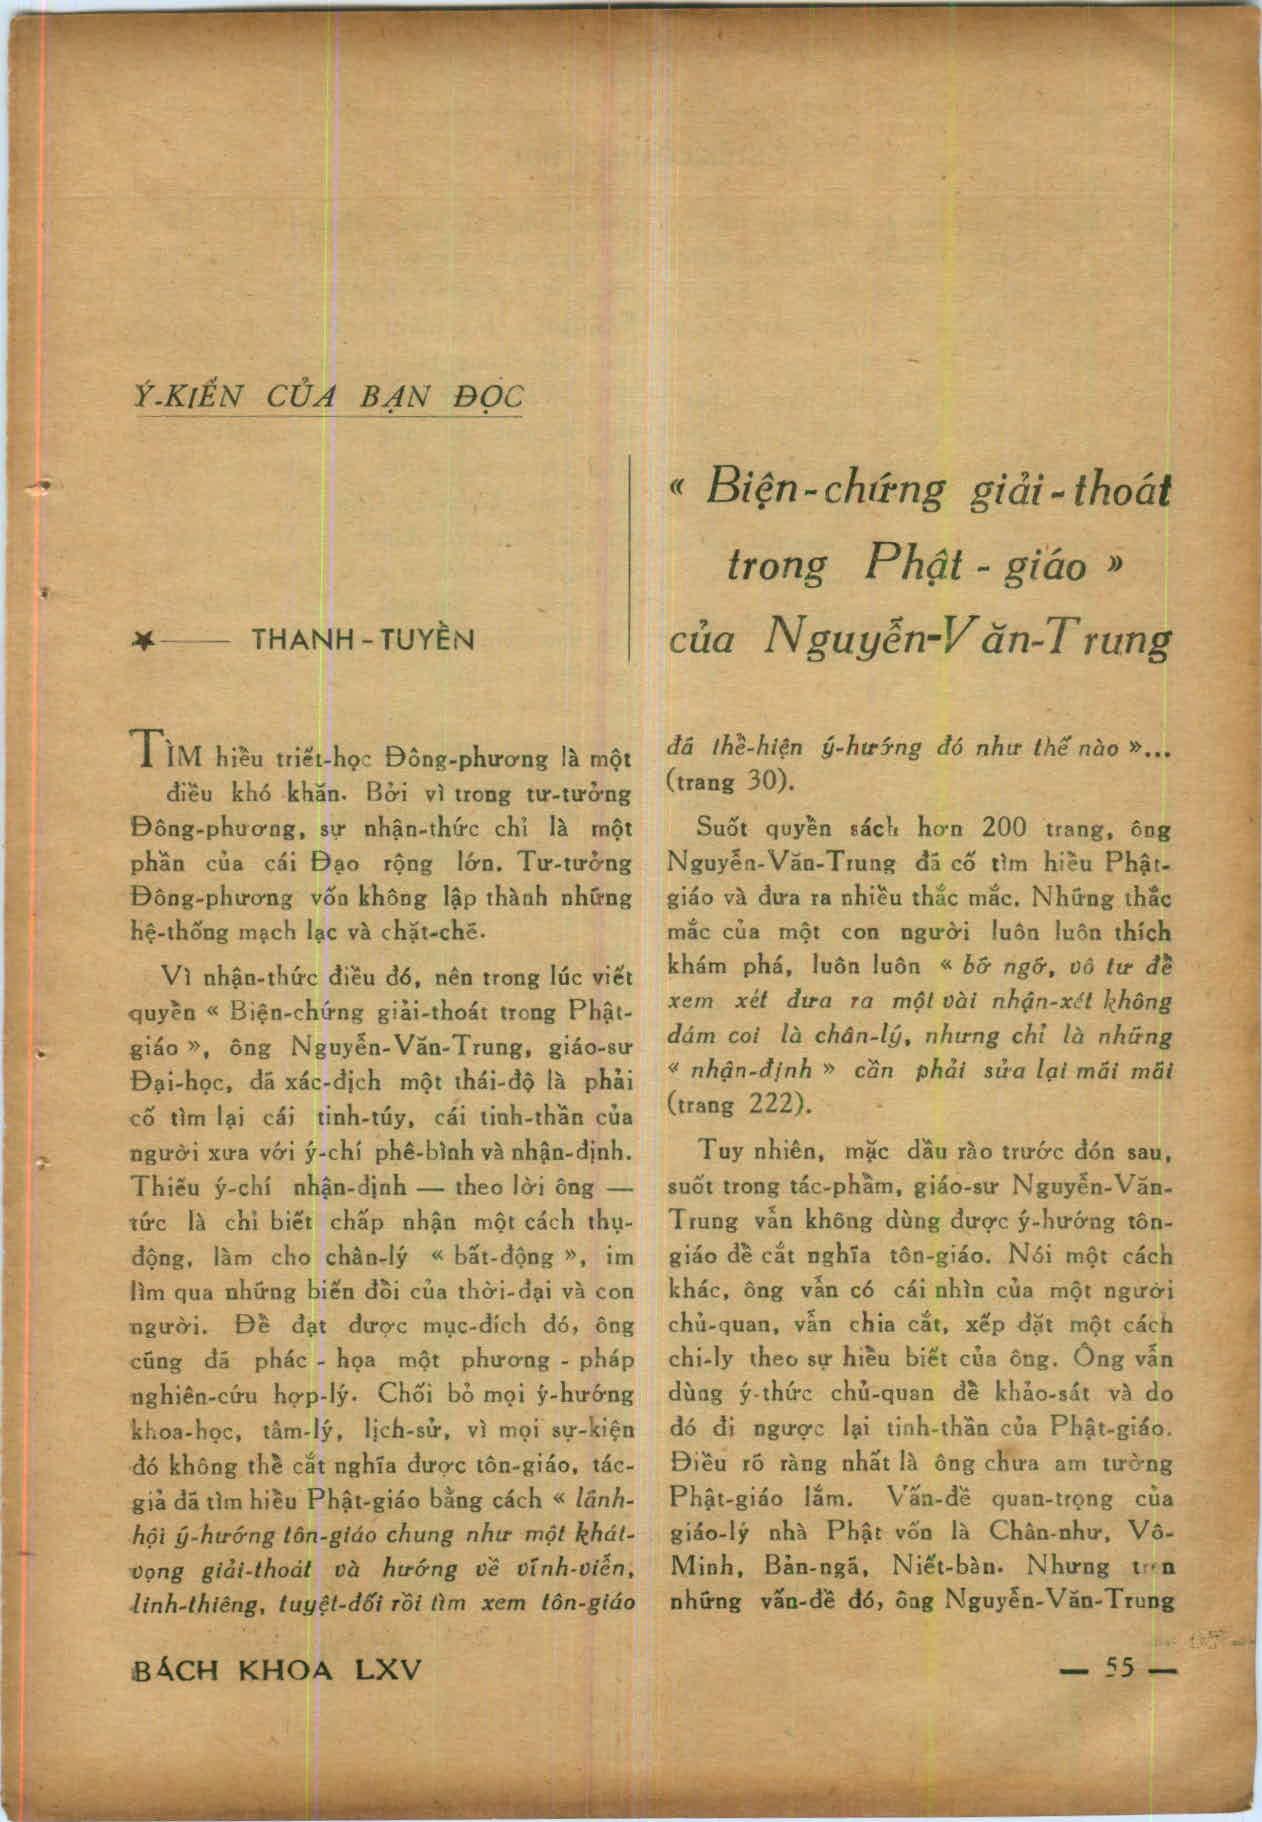 Ý-KIẾN CỦA BẠN ĐỌC
« Biện-chứng giải-thoát
trong Phật-giáo »
của Nguyễn-Văn-Trung
THANH-TUYỀN
TÌM hiểu triết-học Đông-phương là một
điều khó khăn. Bởi vì trong tư-tưởng
Đông-phương, sự nhận-thức chỉ là một
phần của cái Đạo rộng lớn. Tư-tưởng
Đông-phương vốn không lập thành những
hệ-thống mạch lạc và chặt-chẽ.
Vì nhận-thức điều đó, nên trong lúc viết
quyển « Biện-chứng giải-thoát trong Phật-
giáo », ông Nguyễn-Văn-Trung, giáo-sư
Đại-học, đã xác-địch một thái-độ là phải
cố tìm lại cái tinh-túy, cái tinh-thần của
người xưa với ý-chí phê-bình và nhận-định.
Thiếu ý-chí nhận-định — theo lời ông —
tức là chỉ biết chấp nhận một cách thụ-
động, làm cho chân-lý « bất-động », im
lìm qua những biến đổi của thời-đại và con
người. Để đạt được mục-đích đó, ông
cũng đã phác-họa một phương-pháp
nghiên-cứu hợp-lý. Chối bỏ mọi ý-hướng
khoa-học, tâm-lý, lịch-sử, vì mọi sự-kiện
đó không thể cắt nghĩa được tôn-giáo, tác-
giả đã tìm hiểu Phật-giáo bằng cách « lãnh-
hội ý-hướng tôn-giáo chung như một khát-
vọng giải-thoát và hướng về vĩnh-viễn,
linh-thiêng, tuyệt-đối rồi tìm xem tôn-giáo
đã thể-hiện ý-hướng đó như thế nào »...
(trang 30).
Suốt quyển sách hơn 200 trang, ông
Nguyễn-Văn-Trung đã cố tìm hiểu Phật-
giáo và đưa ra nhiều thắc mắc. Những thắc
mắc của một con người luôn luôn thích
khám phá, luôn luôn « bỡ ngỡ, vô tư để
xem xét đưa ra một vài nhận-xét không
dám coi là chân-lý, nhưng chỉ là những
« nhận-định » cần phải sửa lại mãi mãi
(trang 222).
Tuy nhiên, mặc dầu rào trước đón sau,
suốt trong tác-phẩm, giáo-sư Nguyễn-Văn-
Trung vẫn không dùng được ý-hướng tôn-
giáo để cắt nghĩa tôn-giáo. Nói một cách
khác, ông vẫn có cái nhìn của một người
chủ-quan, vẫn chia cắt, xếp đặt một cách
chi-ly theo sự hiểu biết của ông. Ông vẫn
dùng ý-thức chủ-quan để khảo-sát và do
đó đi ngược lại tinh-thần của Phật-giáo.
Điều rõ ràng nhất là ông chưa am tường
Phật-giáo lắm. Vấn-đề quan-trọng của
giáo-lý nhà Phật vốn là Chân-như, Vô-
Minh, Bản-ngã, Niết-bàn. Nhưng trên
những vấn-đề đó, ông Nguyễn-Văn-Trung
BÁCH KHOA LXV
— 55 —